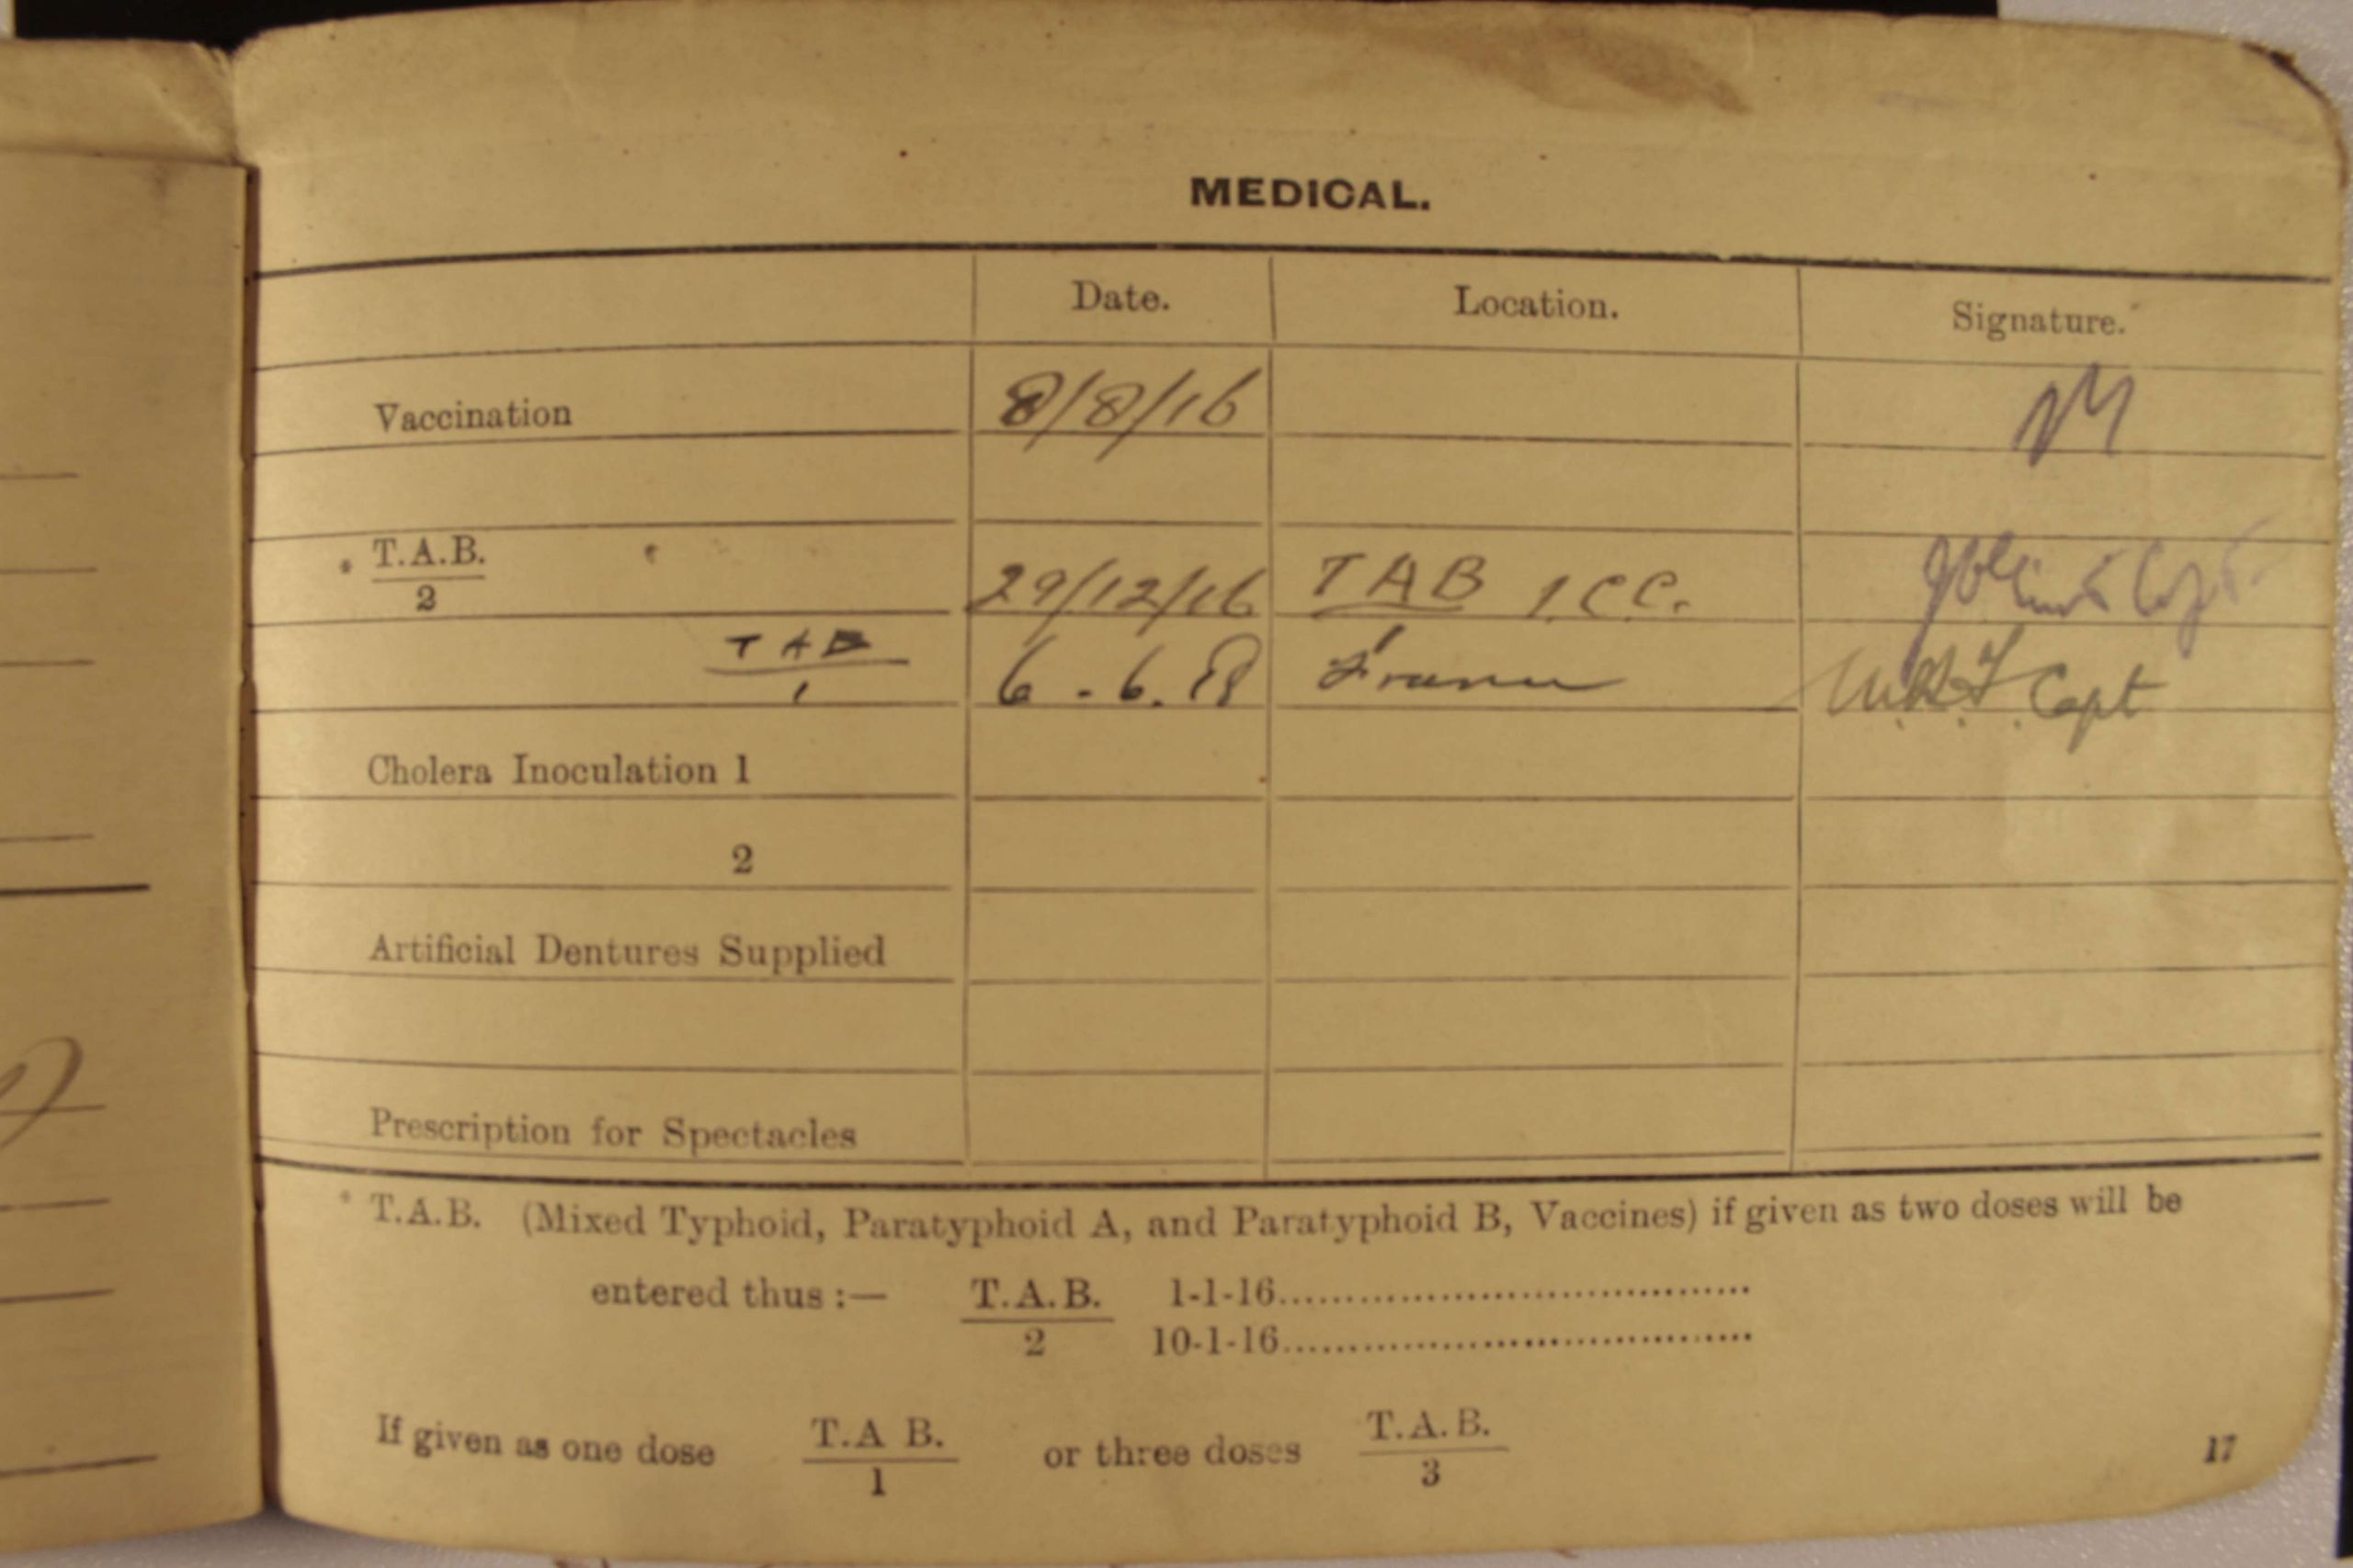 MEDICAL.
Date. Location. Signature.
Vaccination 8/8/16
* T.A.B. 29/12/16 TAB 1 CC.
2
TAB 6.6.18 France Capt
1
Cholera Inoculation 1
2
Artificial Dentures Supplied
Prescription for Spectacles
* T.A.B. (Mixed Typhoid, Paratyphoid A, and Paratyphoid B, Vaccines) if given as two doses will be
entered thus :— T.A.B. 1-1-16........................................
2 10-1-16........................................
If given as one dose T.A B. or three doses T.A.B.
1 3
17